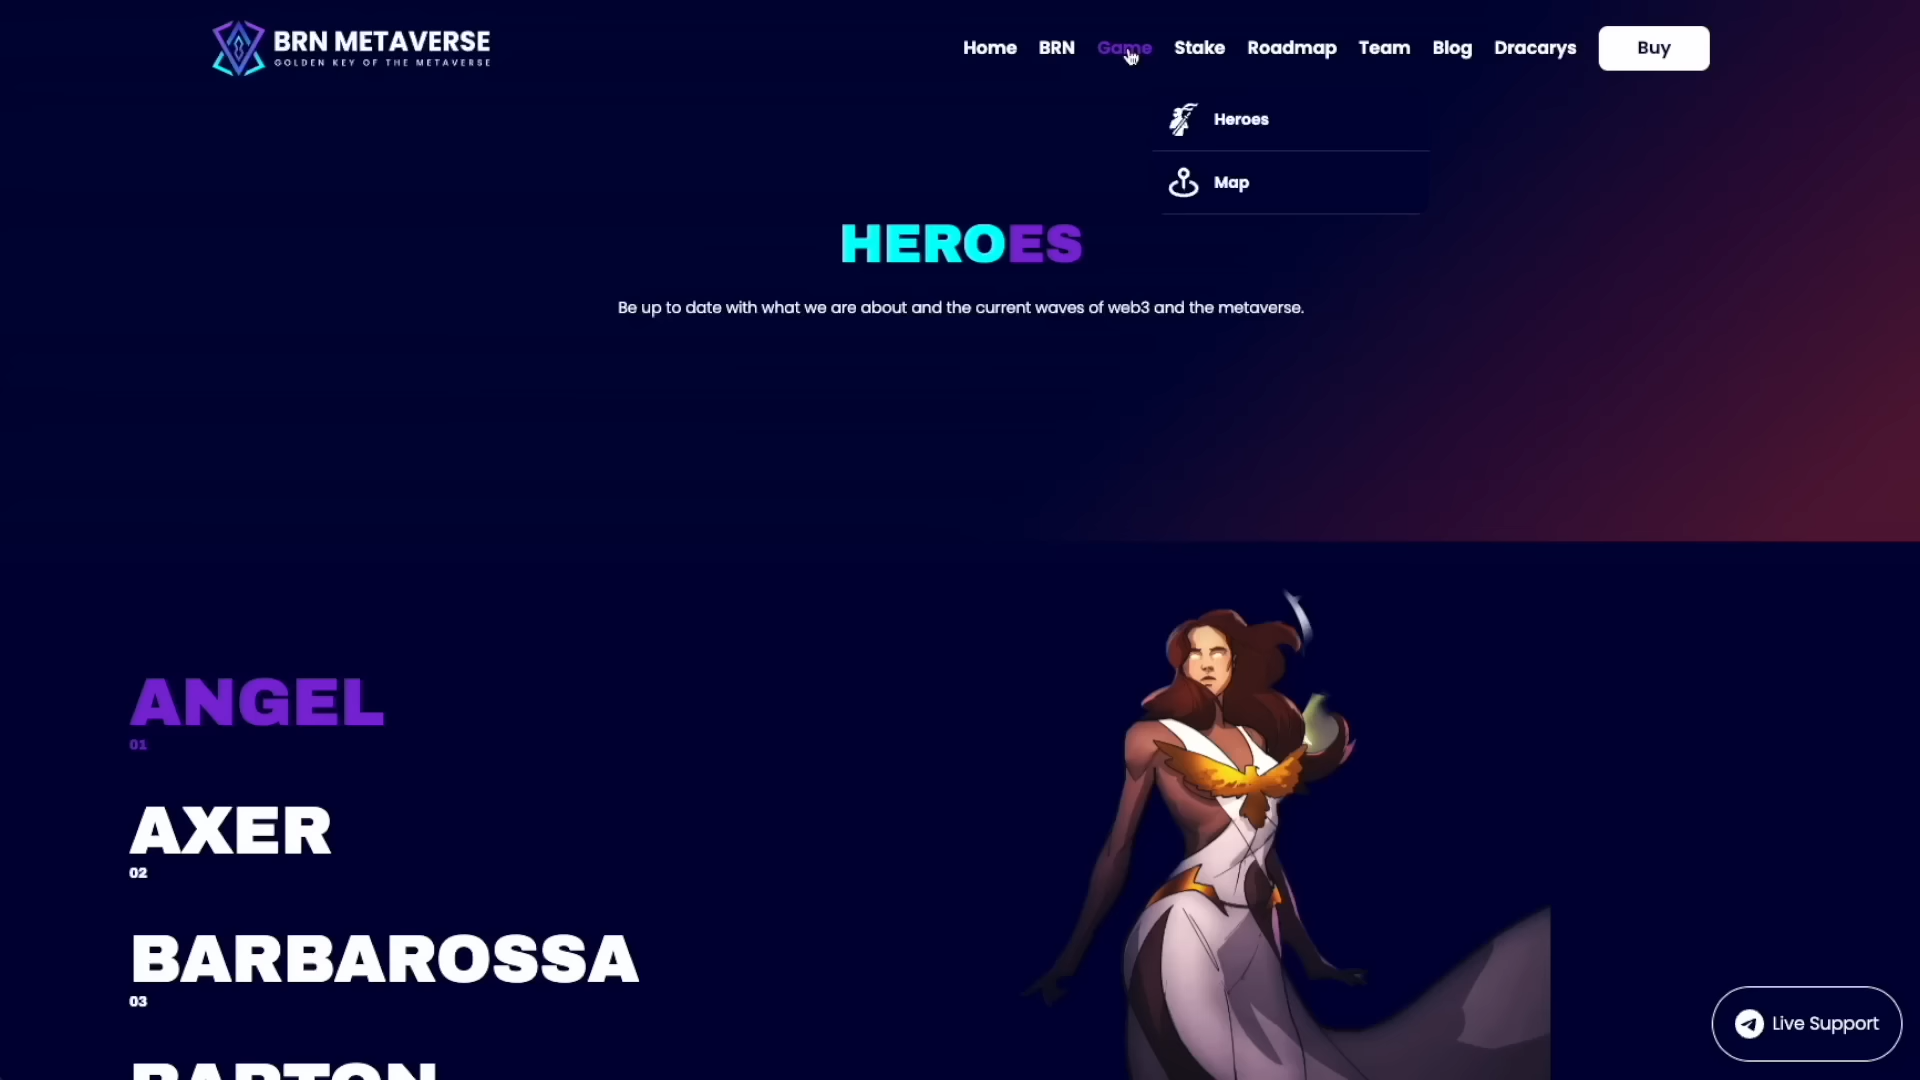 BRN METAVERSE
GOLDEN KEY OF THE METAVERSE
Home BRN Game Stake Roadmap Team Blog Dracarys Buy
Heroes
Map
HEROES
Be up to date with what we are about and the current waves of web3 and the metaverse.
ANGEL
01
AXER
02
BARBAROSSA
03
BARTON
Live Support